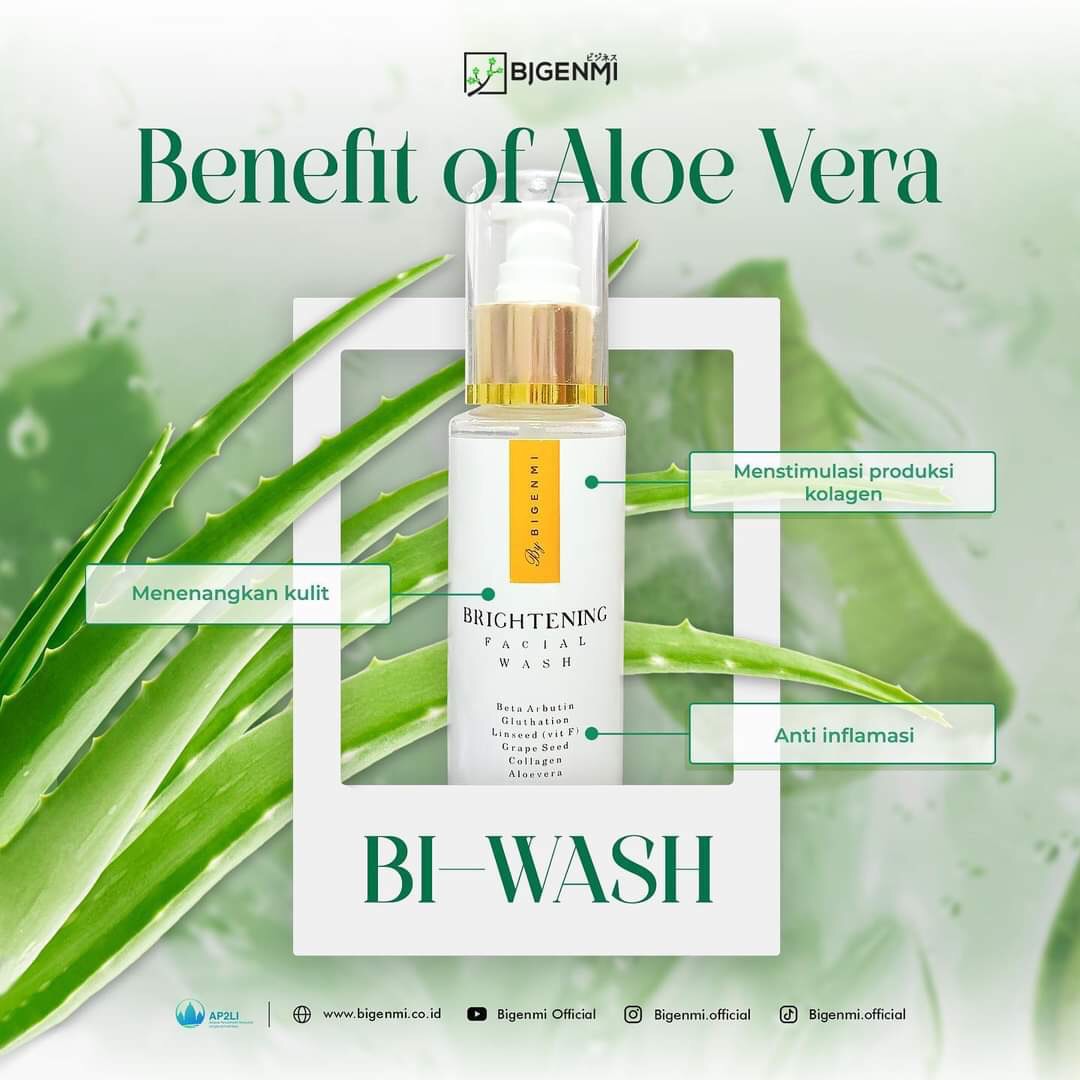 ビジネス
BIGENMI
Benefit of Aloe Vera
By BIGENMI
Menstimulasi produksi
kolagen
Menenangkan kulit
BRIGHTENING
FACIAL
WASH
Beta Arbutin
Gluthation
Linseed (vit F)
Grape Seed
Collagen
Aloevera
Anti inflamasi
BI-WASH
AP2LI
www.bigenmi.co.id
Bigenmi Official
Bigenmi.official
Bigenmi.official